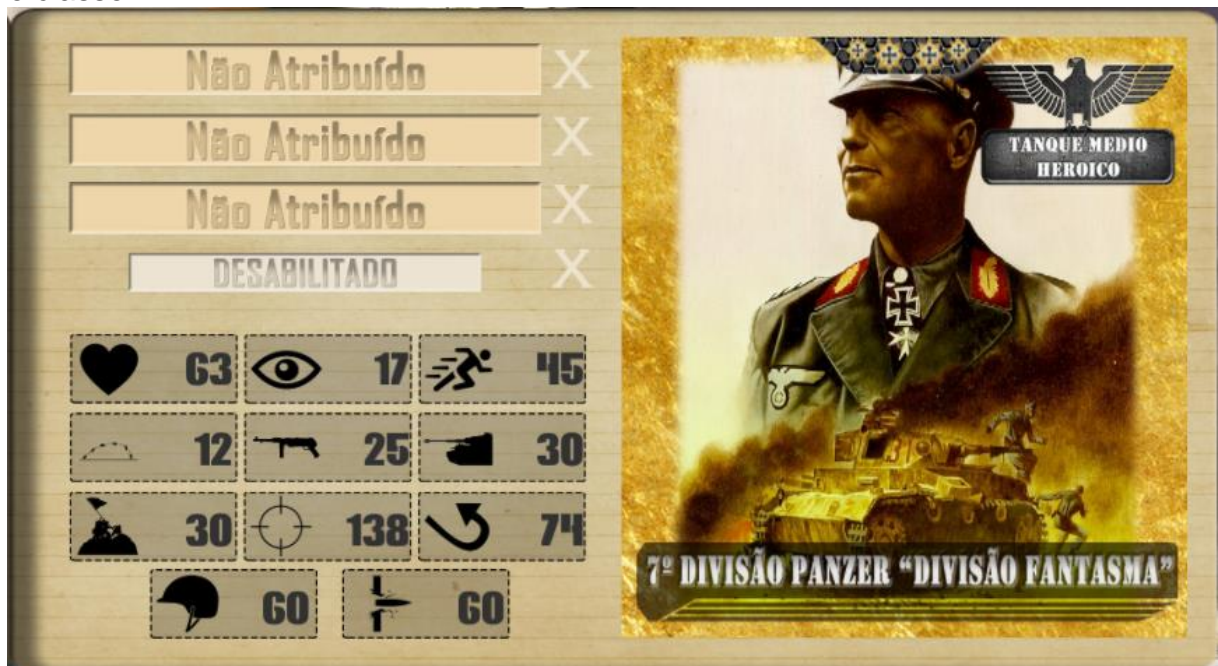 Não Atribuído X
Não Atribuído X
Não Atribuído X
DESABILITADO X
63 17 45
12 25 30
30 138 74
60 60
TANQUE MEDIO
HEROICO
7º DIVISÃO PANZER “DIVISÃO FANTASMA”